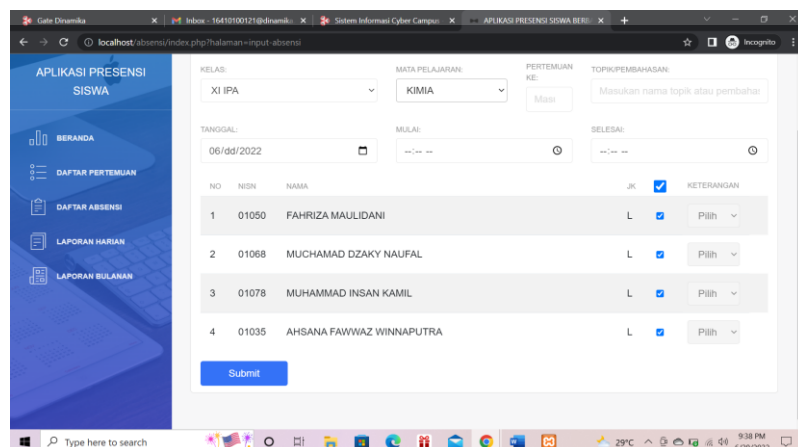 Gate Dinamika
Inbox - 16410100121@dinamika
Sistem Informasi Cyber Campus
APLIKASI PRESENSI SISWA BERB
localhost/absensi/index.php?halaman=input-absensi
Incognito
APLIKASI PRESENSI
SISWA
BERANDA
DAFTAR PERTEMUAN
DAFTAR ABSENSI
LAPORAN HARIAN
LAPORAN BULANAN
KELAS: MATA PELAJARAN: PERTEMUAN KE: TOPIK/PEMBAHASAN:
XI IPA KIMIA Masu Masukan nama topik atau pembahas
TANGGAL: MULAI: SELESAI:
06/dd/2022 --:-- -- --:-- --
NO NISN NAMA JK KETERANGAN
1 01050 FAHRIZA MAULIDANI L Pilih
2 01068 MUCHAMAD DZAKY NAUFAL L Pilih
3 01078 MUHAMMAD INSAN KAMIL L Pilih
4 01035 AHSANA FAWWAZ WINNAPUTRA L Pilih
Submit
Type here to search
29°C
9:38 PM